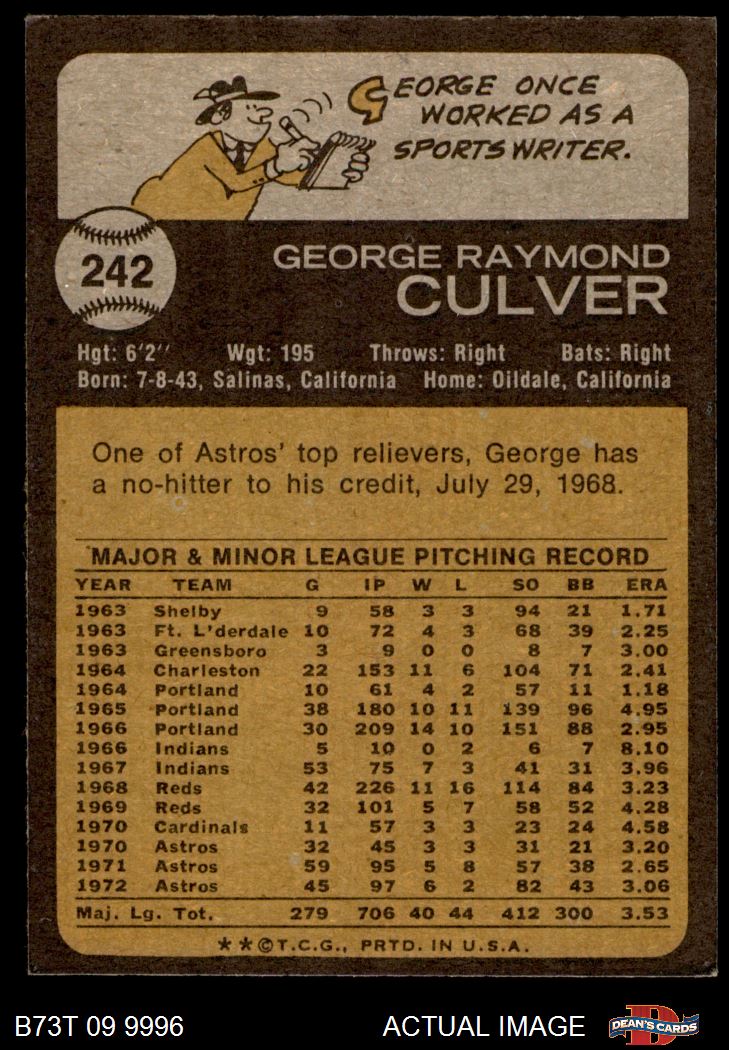 GEORGE ONCE
WORKED AS A
SPORTSWRITER.
242
GEORGE RAYMOND
CULVER
Hgt: 6'2" Wgt: 195 Throws: Right Bats: Right
Born: 7-8-43, Salinas, California Home: Oildale, California
One of Astros' top relievers, George has
a no-hitter to his credit, July 29, 1968.
MAJOR & MINOR LEAGUE PITCHING RECORD
YEAR TEAM G IP W L SO BB ERA
1963 Shelby 9 58 3 3 94 21 1.71
1963 Ft. L'derdale 10 72 4 3 68 39 2.25
1963 Greensboro 3 9 0 0 8 7 3.00
1964 Charleston 22 153 11 6 104 71 2.41
1964 Portland 10 61 4 2 57 11 1.18
1965 Portland 38 180 10 11 139 96 4.95
1966 Portland 30 209 14 10 151 88 2.95
1966 Indians 5 10 0 2 6 7 8.10
1967 Indians 53 75 7 3 41 31 3.96
1968 Reds 42 226 11 16 114 84 3.23
1969 Reds 32 101 5 7 58 52 4.28
1970 Cardinals 11 57 3 3 23 24 4.58
1970 Astros 32 45 3 3 31 21 3.20
1971 Astros 59 95 5 8 57 38 2.65
1972 Astros 45 97 6 2 82 43 3.06
Maj. Lg. Tot. 279 706 40 44 412 300 3.53
**©T.C.G., PRTD. IN U.S.A.
B73T 09 9996 ACTUAL IMAGE D DEAN'S CARDS